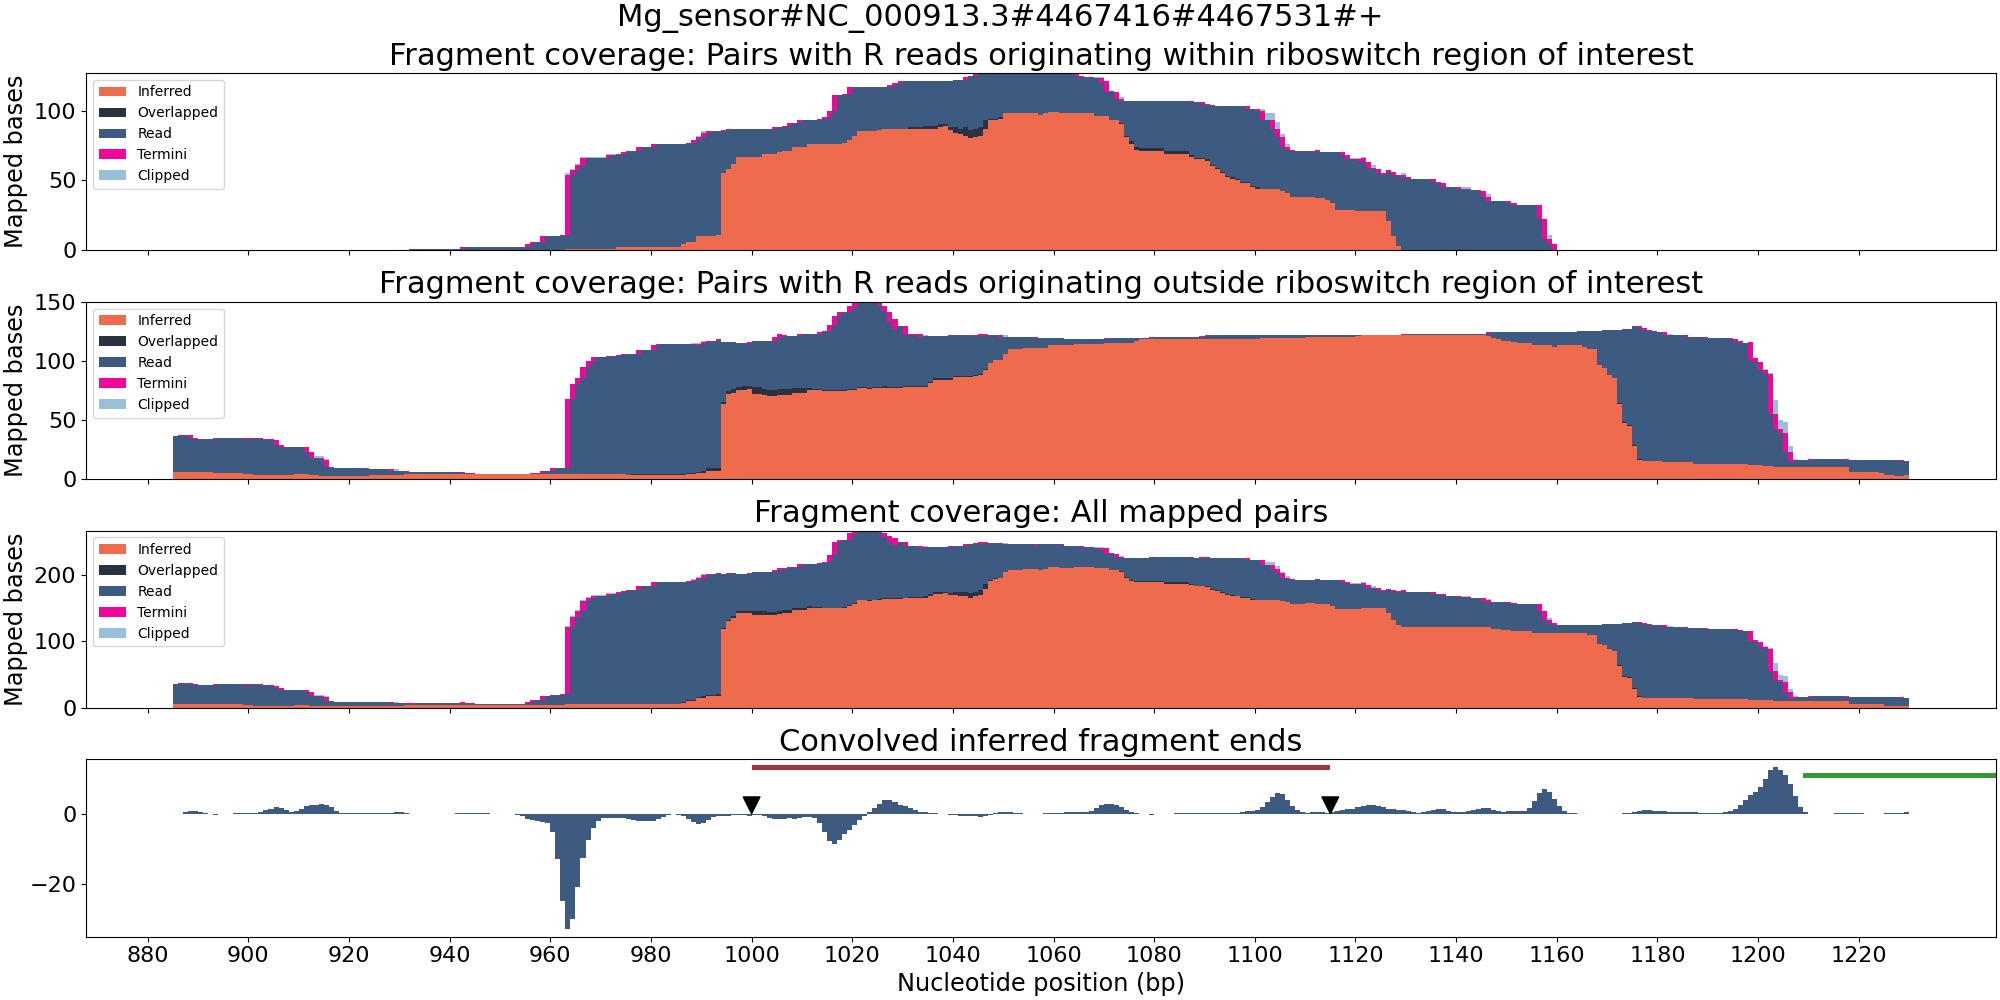 Mg_sensor#NC_000913.3#4467416#4467531#+
Fragment coverage: Pairs with R reads originating within riboswitch region of interest
Mapped bases
100
50
0
Inferred
Overlapped
Read
Termini
Clipped
Fragment coverage: Pairs with R reads originating outside riboswitch region of interest
Mapped bases
150
100
50
0
Inferred
Overlapped
Read
Termini
Clipped
Fragment coverage: All mapped pairs
Mapped bases
200
100
0
Inferred
Overlapped
Read
Termini
Clipped
Convolved inferred fragment ends
0
−20
880 900 920 940 960 980 1000 1020 1040 1060 1080 1100 1120 1140 1160 1180 1200 1220
Nucleotide position (bp)